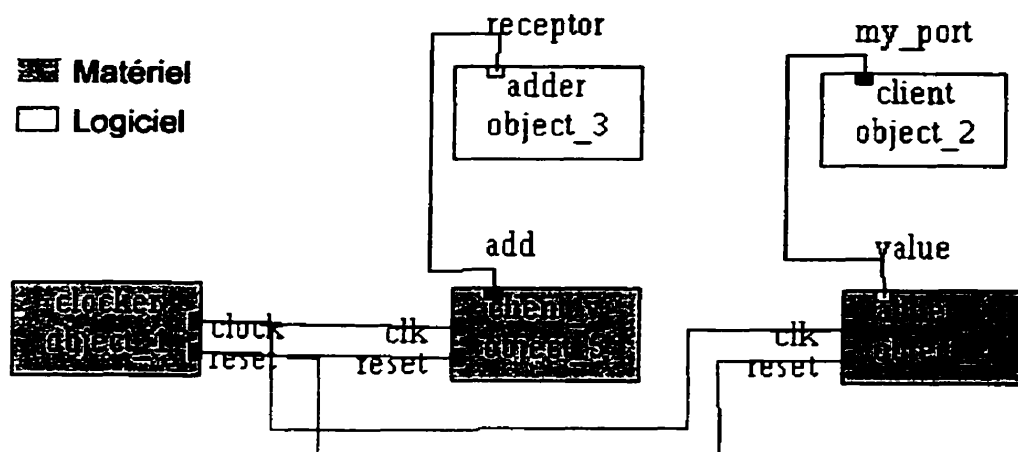 receptor
my_port
Matériel
Logiciel
adder
object_3
client
object_2
add
value
clocker
object_1
clock
reset
clk
reset
clk
reset